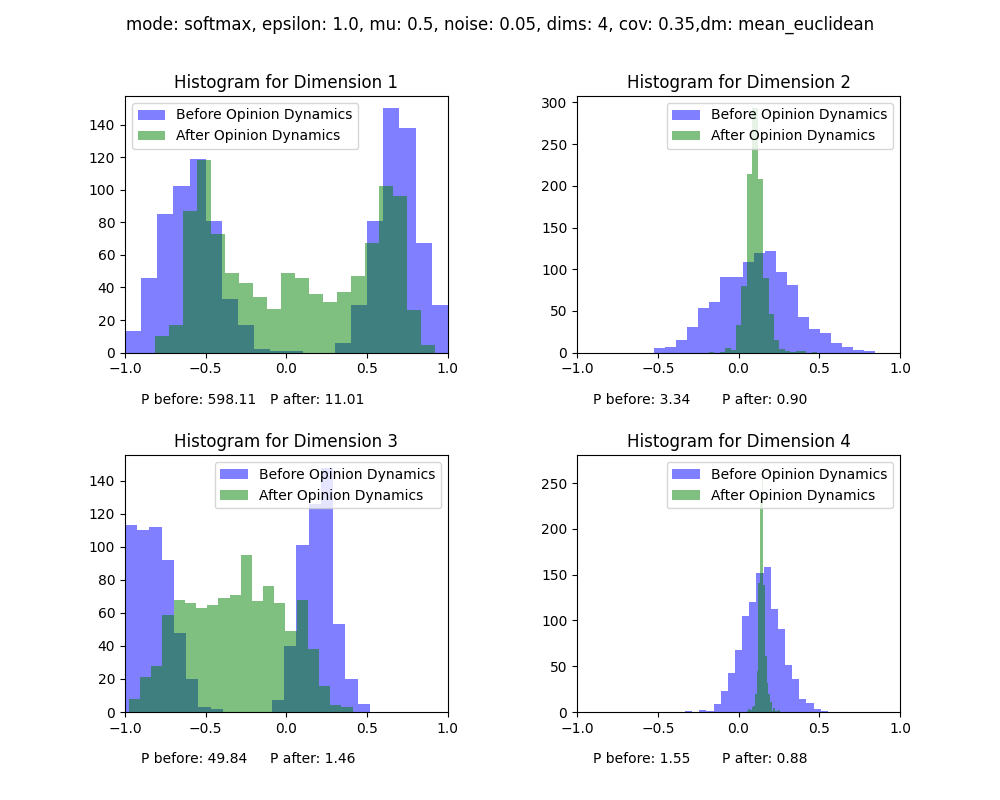 mode: softmax, epsilon: 1.0, mu: 0.5, noise: 0.05, dims: 4, cov: 0.35,dm: mean_euclidean
Histogram for Dimension 1
Before Opinion Dynamics
After Opinion Dynamics
140
120
100
80
60
40
20
0
−1.0 −0.5 0.0 0.5 1.0
P before: 598.11 P after: 11.01
Histogram for Dimension 2
Before Opinion Dynamics
After Opinion Dynamics
300
250
200
150
100
50
0
−1.0 −0.5 0.0 0.5 1.0
P before: 3.34 P after: 0.90
Histogram for Dimension 3
Before Opinion Dynamics
After Opinion Dynamics
140
120
100
80
60
40
20
0
−1.0 −0.5 0.0 0.5 1.0
P before: 49.84 P after: 1.46
Histogram for Dimension 4
Before Opinion Dynamics
After Opinion Dynamics
250
200
150
100
50
0
−1.0 −0.5 0.0 0.5 1.0
P before: 1.55 P after: 0.88